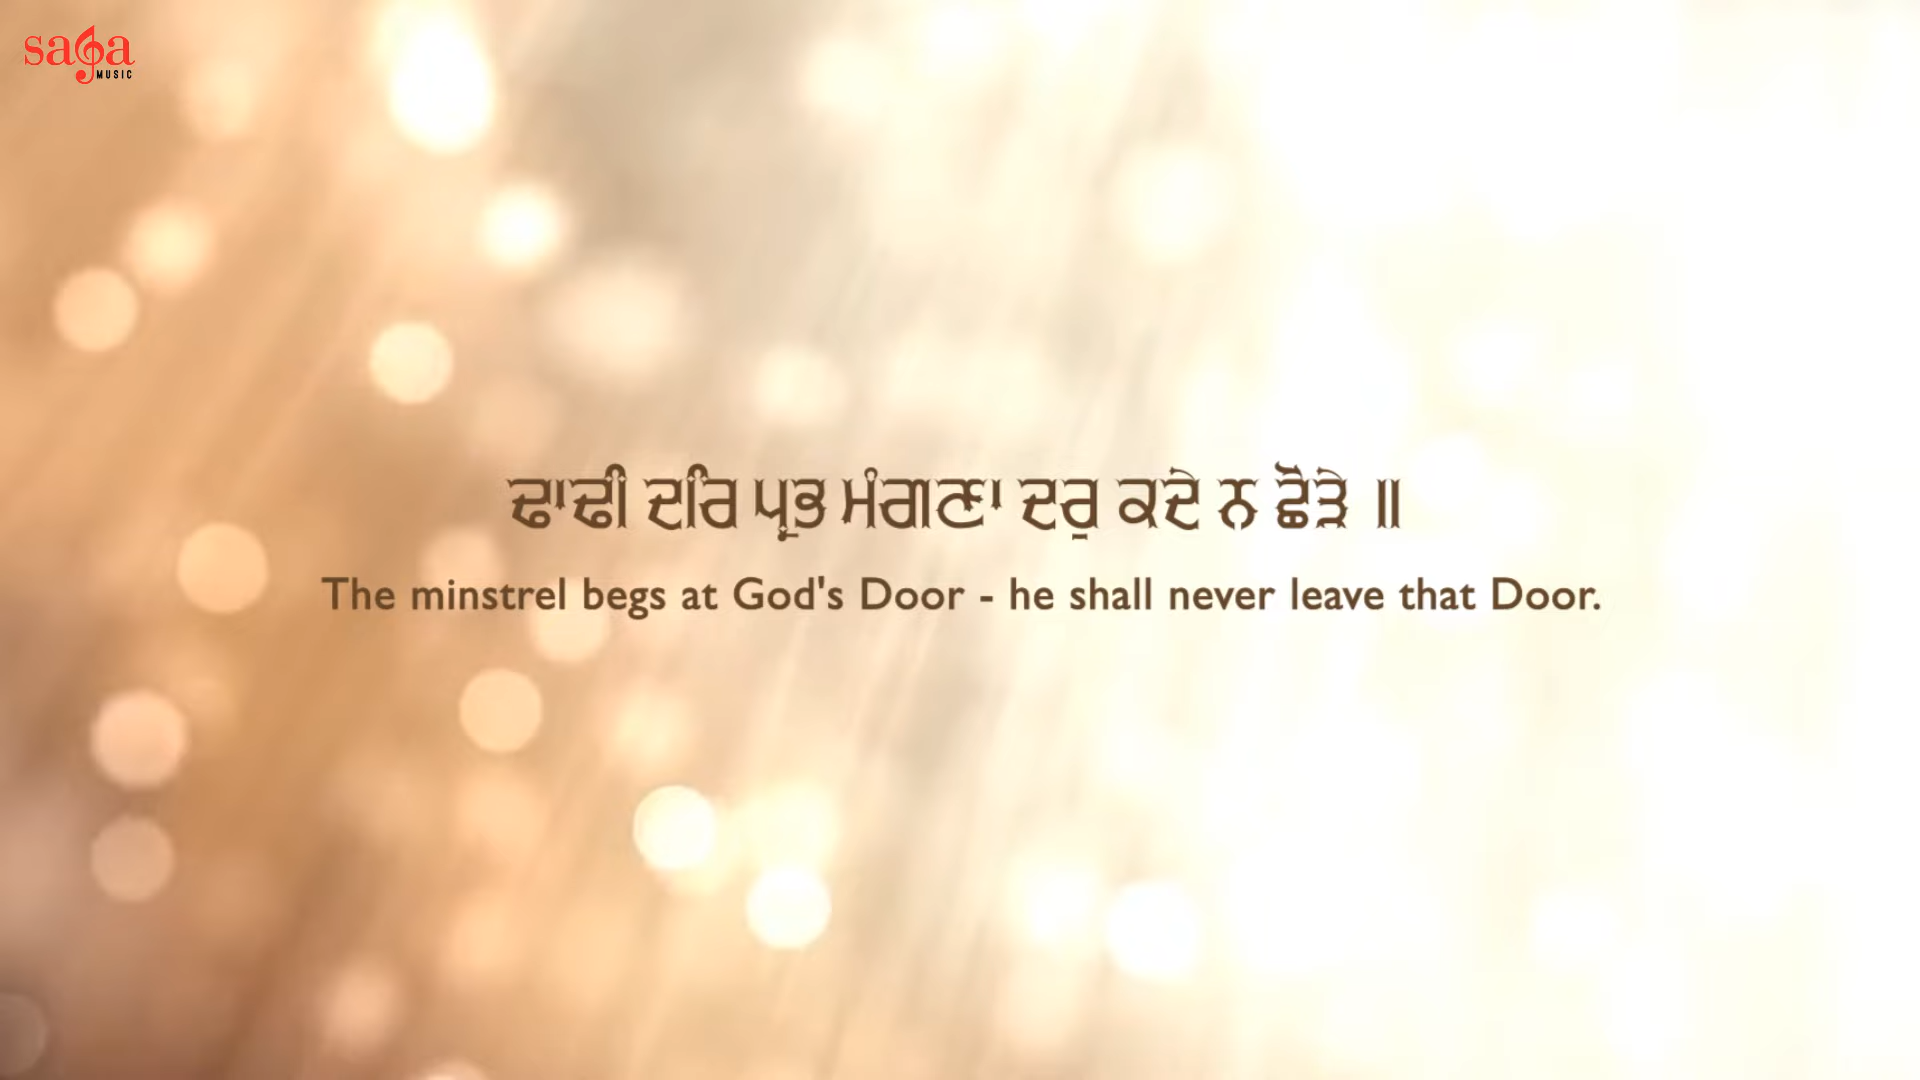 saga
MUSIC
ਢਾਢੀ ਦਰਿ ਪ੍ਰਭ ਮੰਗਣਾ ਦਰੁ ਕਦੇ ਨ ਛੋੜੇ ॥
The minstrel begs at God's Door - he shall never leave that Door.